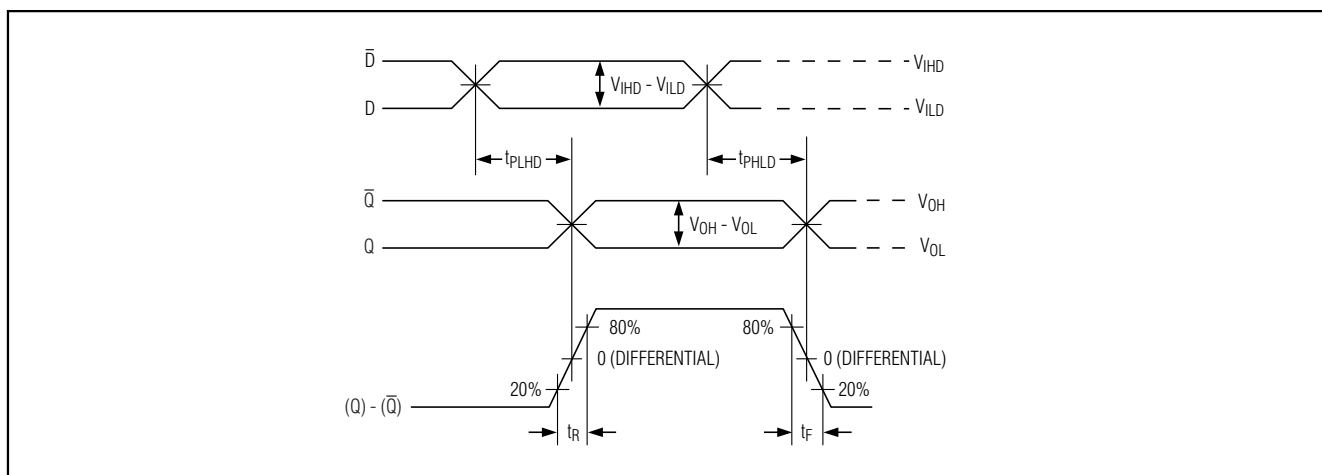 D̅
V_IHD
V_IHD - V_ILD
D
V_ILD
t_PLHD
t_PHLD
Q̅
V_OH
V_OH - V_OL
Q
V_OL
80%
80%
0 (DIFFERENTIAL)
0 (DIFFERENTIAL)
20%
20%
(Q) - (Q̅)
t_R
t_F